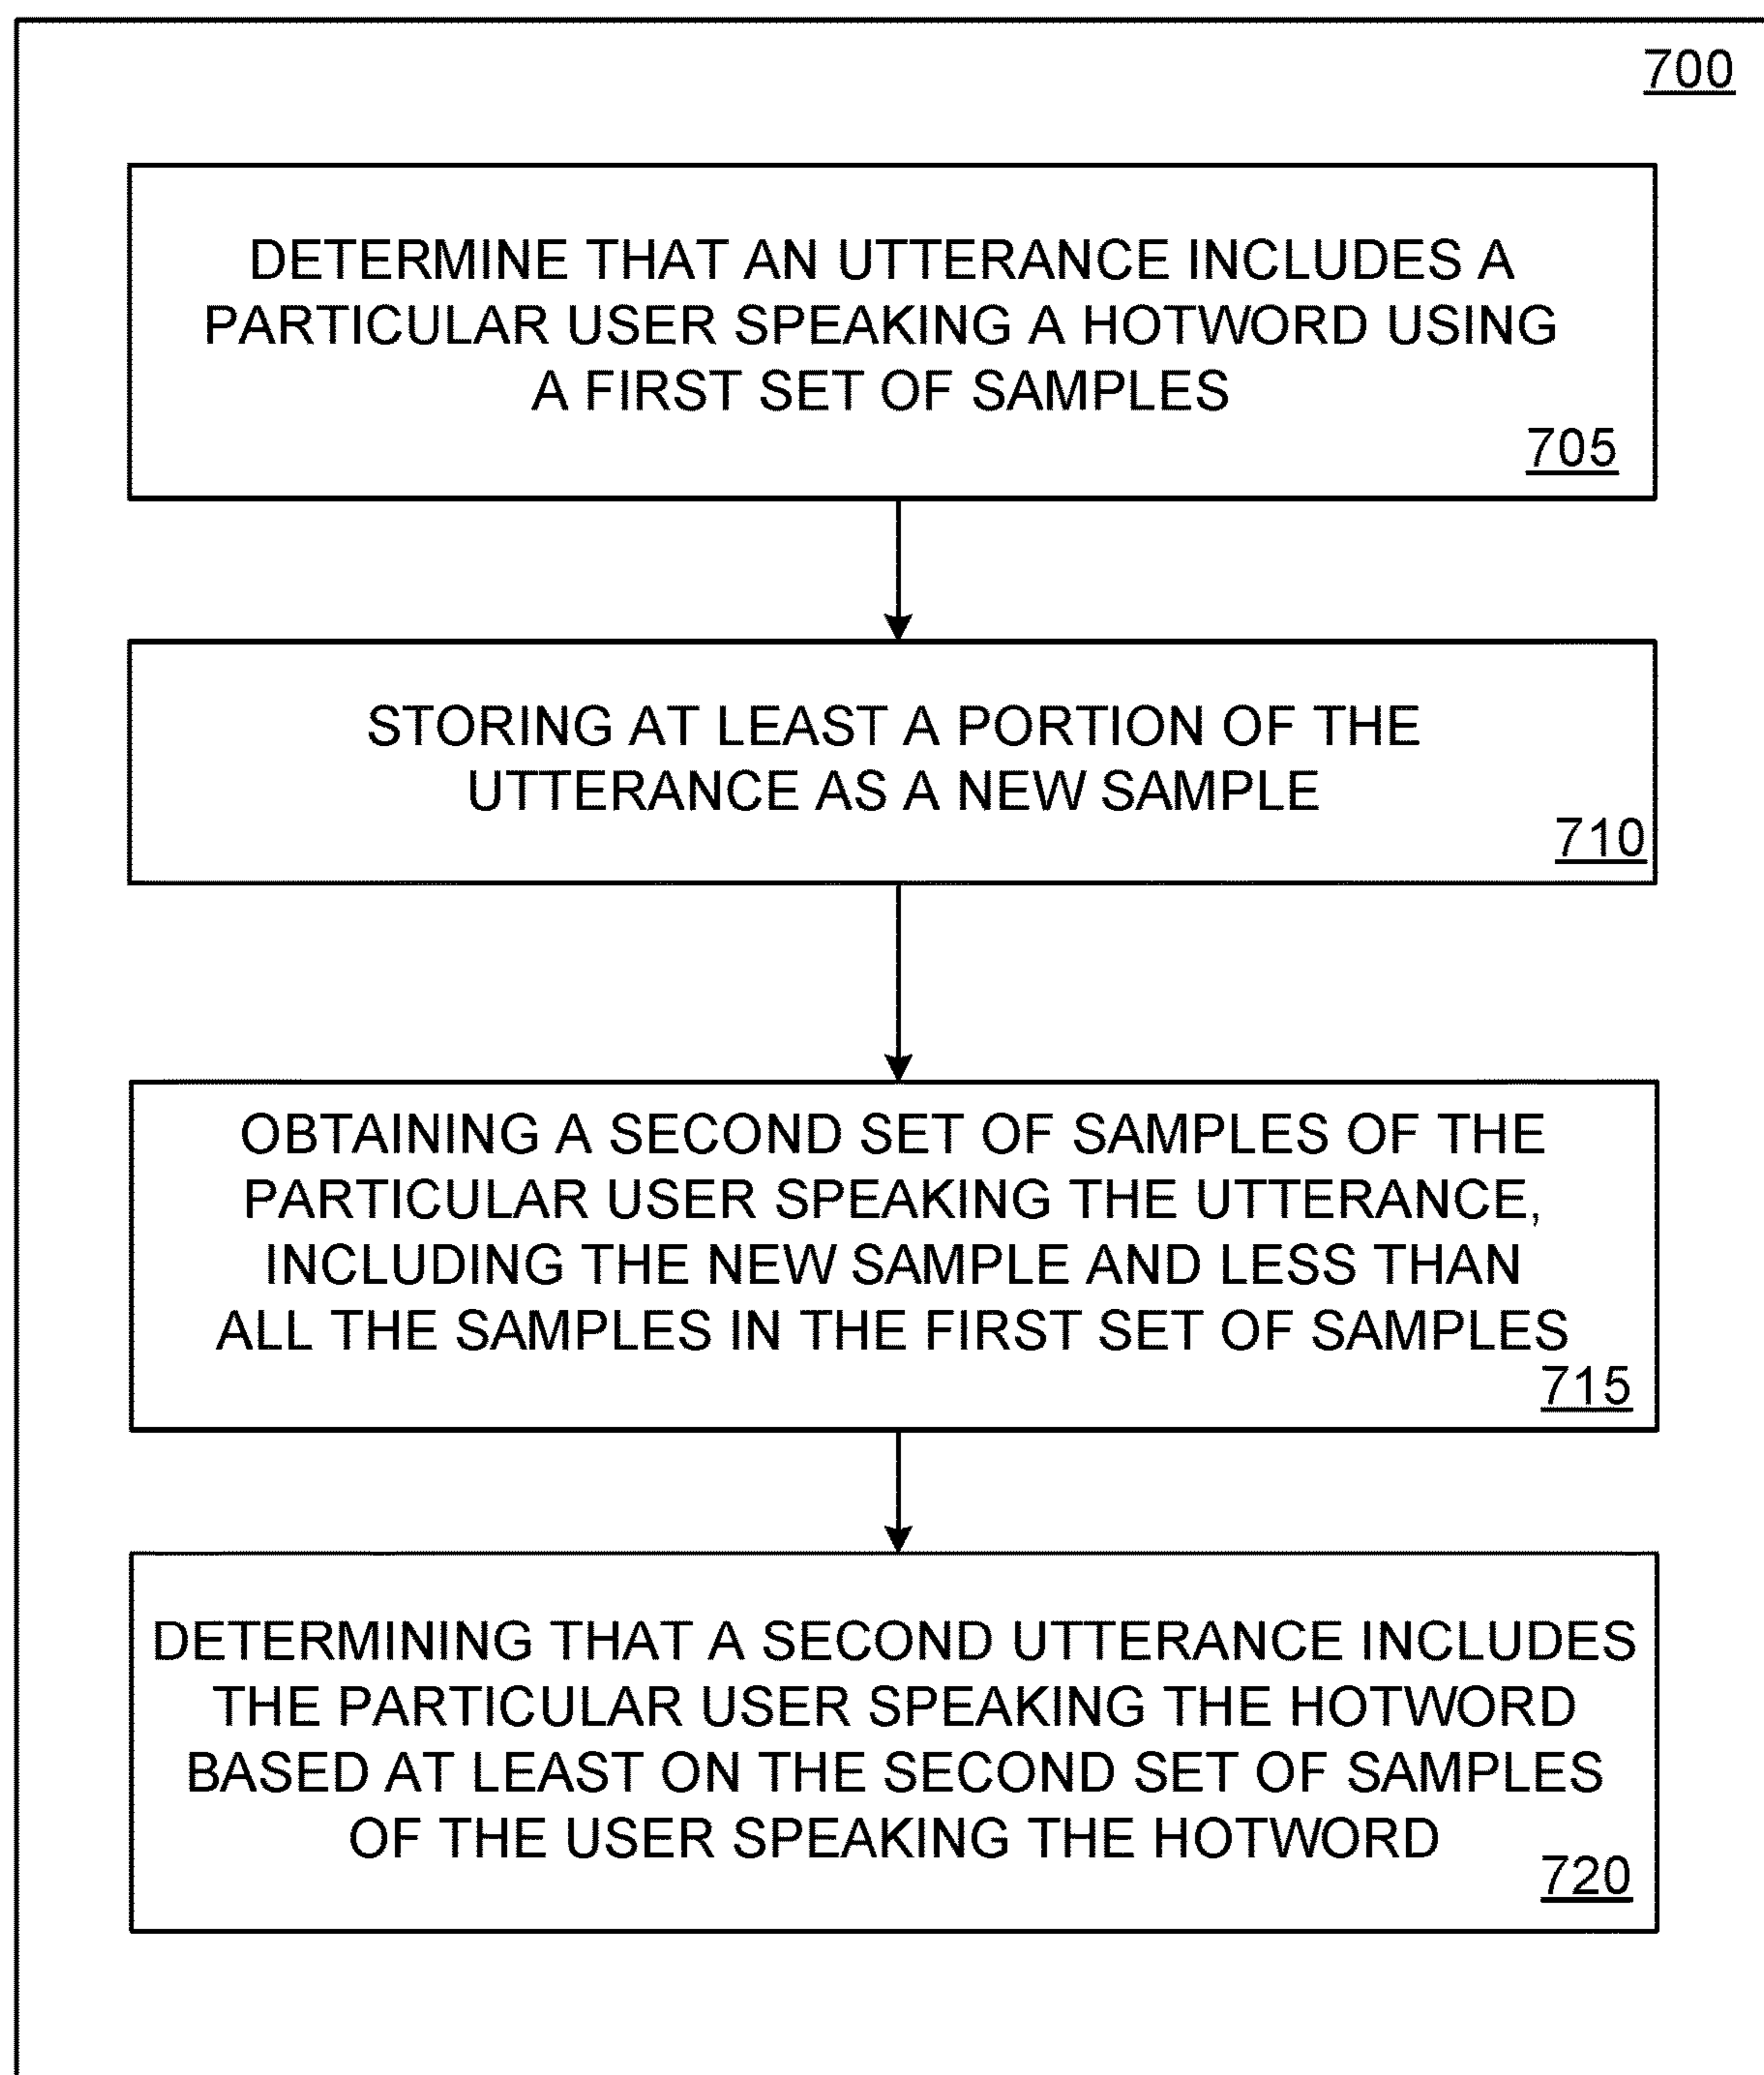 700
DETERMINE THAT AN UTTERANCE INCLUDES A
PARTICULAR USER SPEAKING A HOTWORD USING
A FIRST SET OF SAMPLES
705
STORING AT LEAST A PORTION OF THE
UTTERANCE AS A NEW SAMPLE
710
OBTAINING A SECOND SET OF SAMPLES OF THE
PARTICULAR USER SPEAKING THE UTTERANCE,
INCLUDING THE NEW SAMPLE AND LESS THAN
ALL THE SAMPLES IN THE FIRST SET OF SAMPLES
715
DETERMINING THAT A SECOND UTTERANCE INCLUDES
THE PARTICULAR USER SPEAKING THE HOTWORD
BASED AT LEAST ON THE SECOND SET OF SAMPLES
OF THE USER SPEAKING THE HOTWORD
720